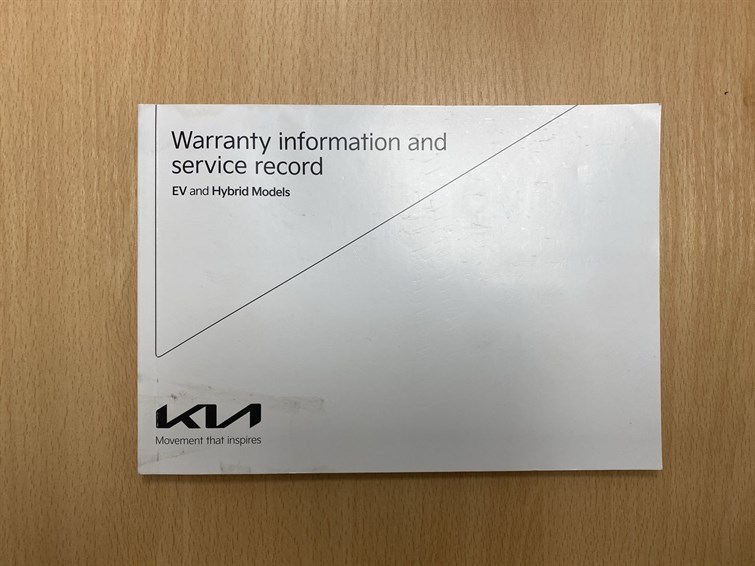 Warranty information and
service record
EV and Hybrid Models
KIA
Movement that inspires